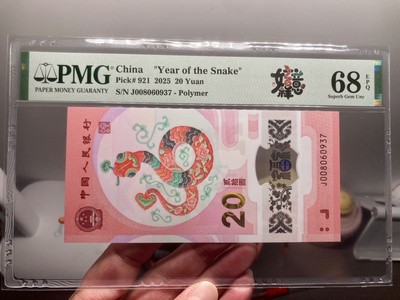 PMG
PAPER MONEY GUARANTY
China "Year of the Snake"
Pick# 921 2025 20 Yuan
S/N J008060937 - Polymer
68
EPQ
Superb Gem Unc
中国人民银行
贰拾圆
20
J008060937